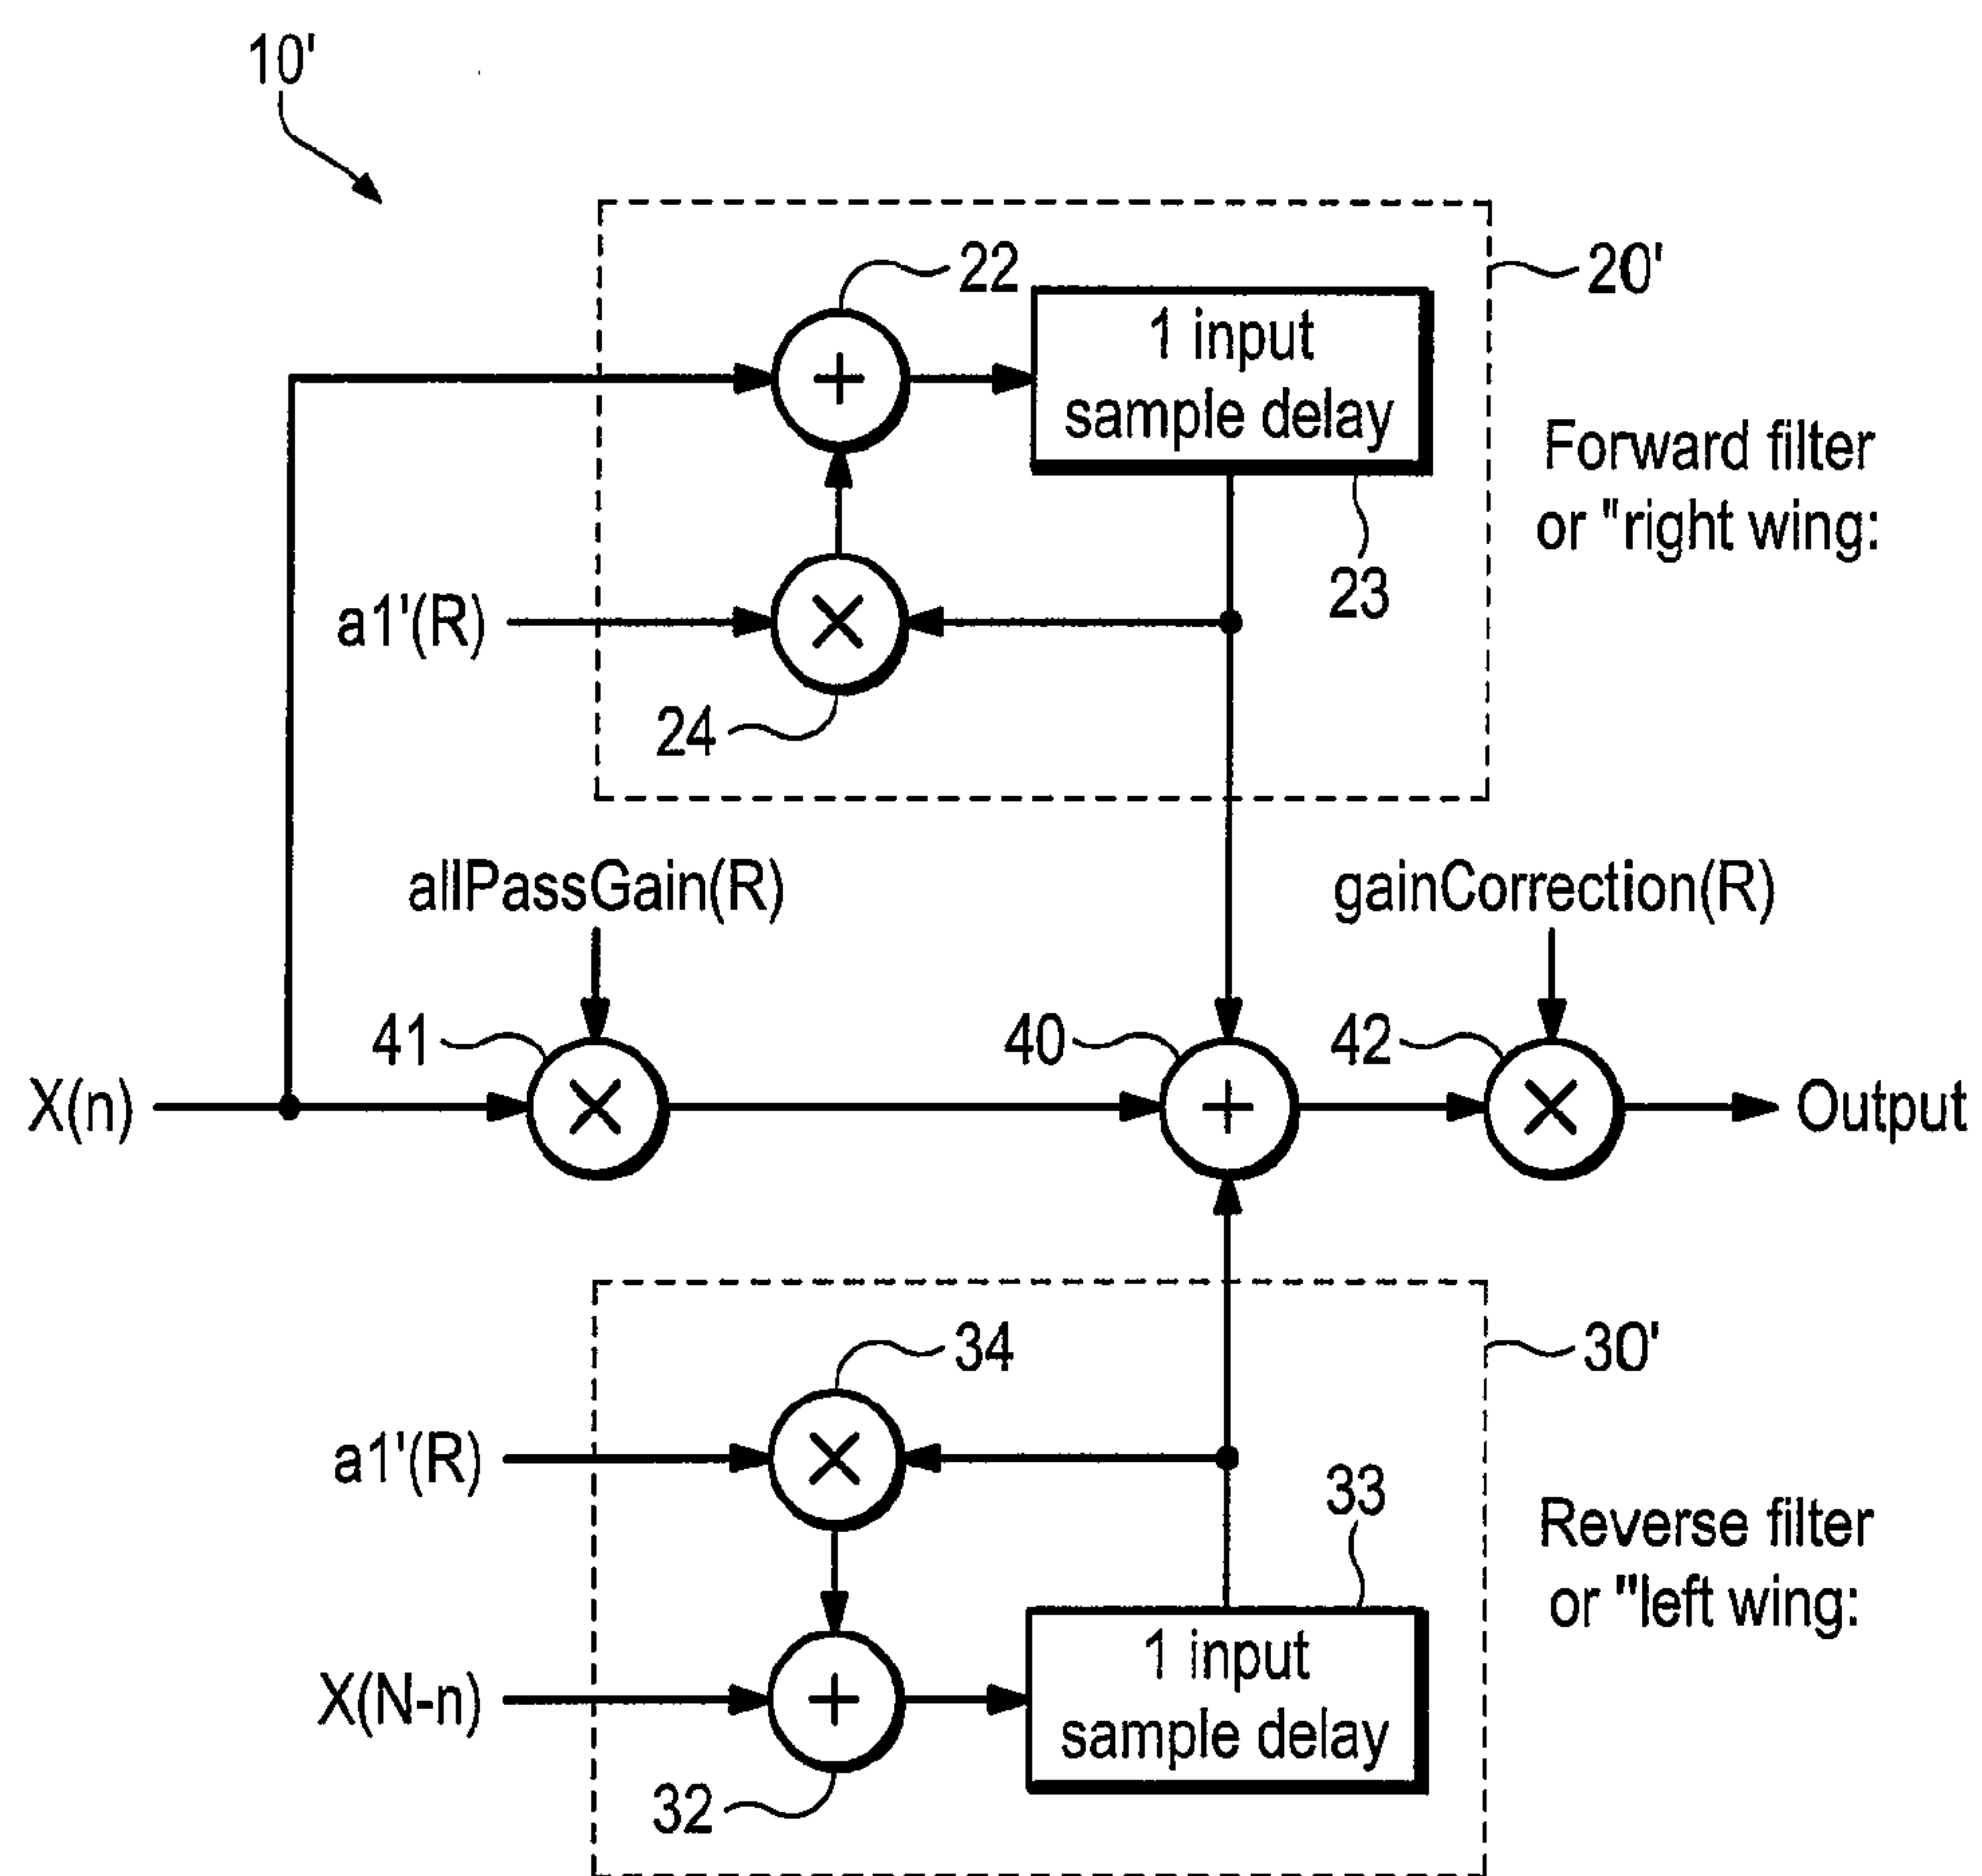 10'
22
20'
1 input
sample delay
Forward filter
or "right wing:
+
a1'(R)
×
23
24
allPassGain(R)
gainCorrection(R)
41
40
42
X(n)
×
+
×
Output
34
30'
a1'(R)
×
33
Reverse filter
or "left wing:
1 input
sample delay
X(N-n)
+
32